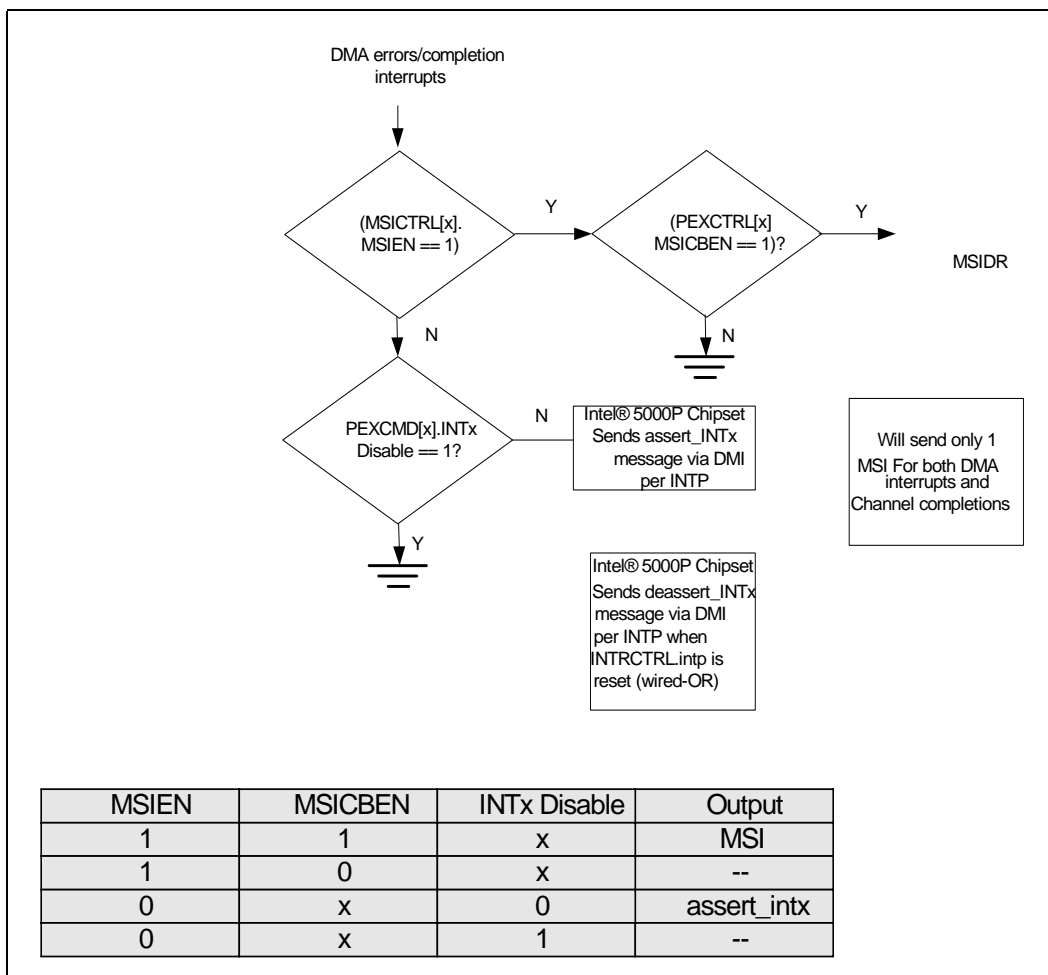 DMA errors/completion
interrupts
(MSICTRL[x].
MSIEN == 1)
Y
(PEXCTRL[x]
MSICBEN == 1)?
Y
MSIDR
N
N
PEXCMD[x].INTx
Disable == 1?
N
Intel® 5000P Chipset
Sends assert_INTx
message via DMI
per INTP
Will send only 1
MSI For both DMA
interrupts and
Channel completions
Y
Intel® 5000P Chipset
Sends deassert_INTx
message via DMI
per INTP when
INTRCTRL.intp is
reset (wired-OR)
MSIEN MSICBEN INTx Disable Output
1 1 x MSI
1 0 x --
0 x 0 assert_intx
0 x 1 --